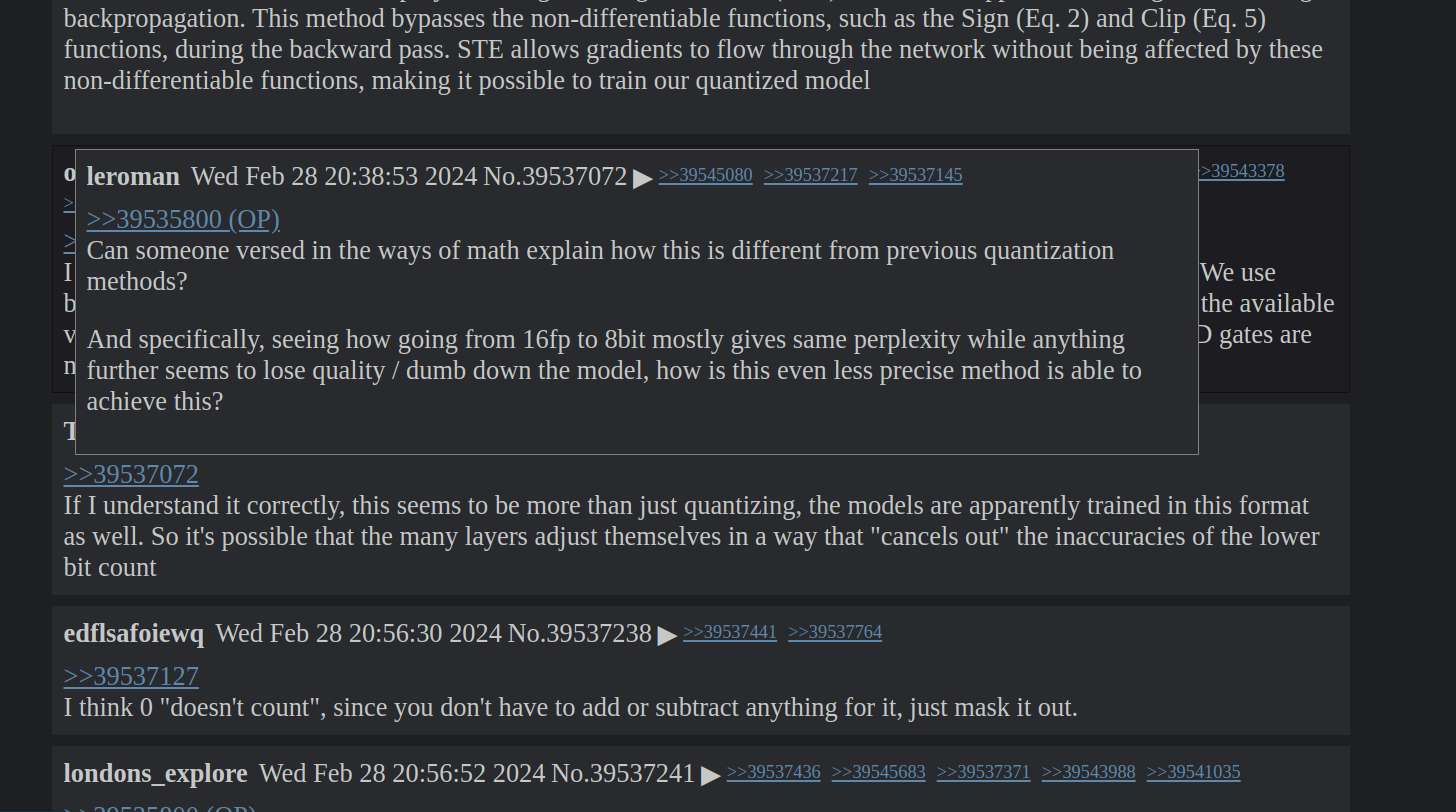 backpropagation. This method bypasses the non-differentiable functions, such as the Sign (Eq. 2) and Clip (Eq. 5)
functions, during the backward pass. STE allows gradients to flow through the network without being affected by these
non-differentiable functions, making it possible to train our quantized model
leroman Wed Feb 28 20:38:53 2024 No.39537072 ▶ >>39545080 >>39537217 >>39537145
>>39543378
>>39535800 (OP)
Can someone versed in the ways of math explain how this is different from previous quantization
methods?
We use
the available
And specifically, seeing how going from 16fp to 8bit mostly gives same perplexity while anything
gates are
further seems to lose quality / dumb down the model, how is this even less precise method is able to
achieve this?
>>39537072
If I understand it correctly, this seems to be more than just quantizing, the models are apparently trained in this format
as well. So it's possible that the many layers adjust themselves in a way that "cancels out" the inaccuracies of the lower
bit count
edflsafoiewq Wed Feb 28 20:56:30 2024 No.39537238 ▶ >>39537441 >>39537764
>>39537127
I think 0 "doesn't count", since you don't have to add or subtract anything for it, just mask it out.
londons_explore Wed Feb 28 20:56:52 2024 No.39537241 ▶ >>39537436 >>39545683 >>39537371 >>39543988 >>39541035
>>39535800 (OP)